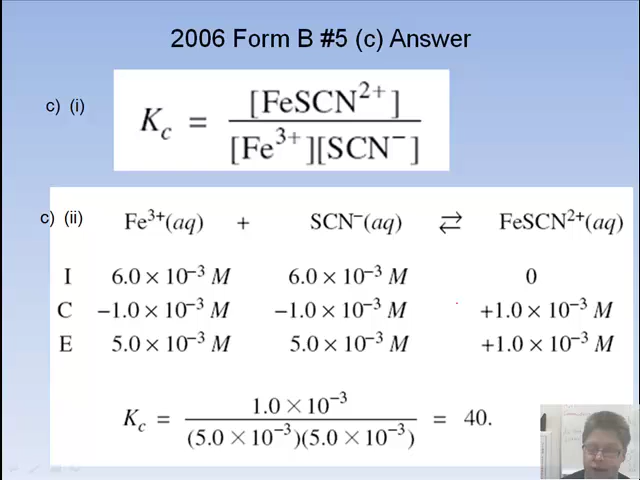 2006 Form B #5 (c) Answer
c) (i) K_c = [FeSCN²⁺] / [Fe³⁺][SCN⁻]
c) (ii) Fe³⁺(aq) + SCN⁻(aq) ⇄ FeSCN²⁺(aq)
I 6.0 × 10⁻³ M 6.0 × 10⁻³ M 0
C −1.0 × 10⁻³ M −1.0 × 10⁻³ M +1.0 × 10⁻³ M
E 5.0 × 10⁻³ M 5.0 × 10⁻³ M +1.0 × 10⁻³ M
K_c = 1.0 × 10⁻³ / (5.0 × 10⁻³)(5.0 × 10⁻³) = 40.